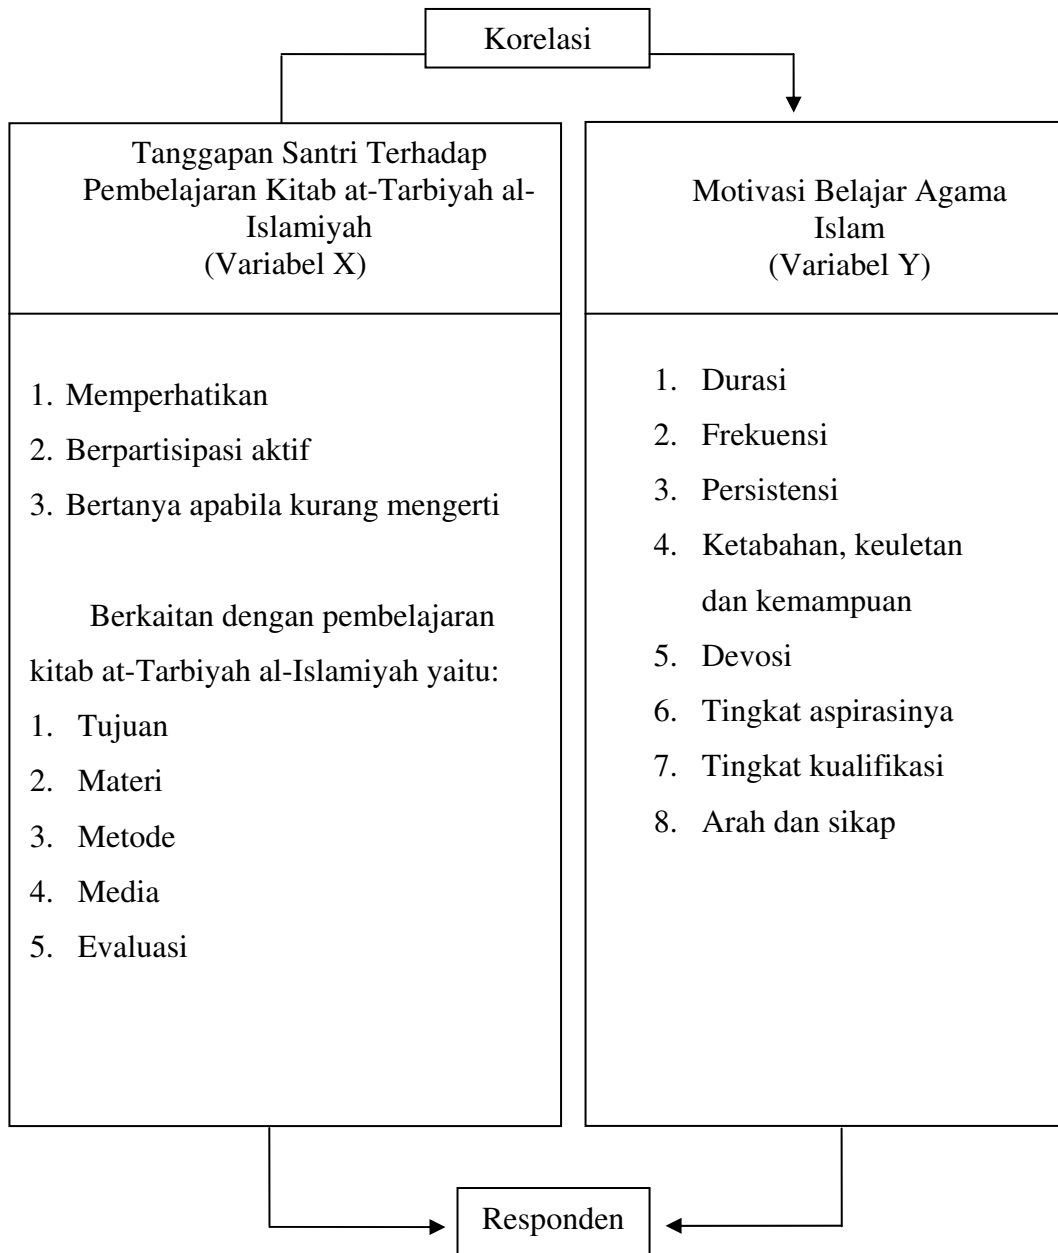 Korelasi
Tanggapan Santri Terhadap
Pembelajaran Kitab at-Tarbiyah al-
Islamiyah
(Variabel X)
Motivasi Belajar Agama
Islam
(Variabel Y)
1. Memperhatikan
2. Berpartisipasi aktif
3. Bertanya apabila kurang mengerti
Berkaitan dengan pembelajaran
kitab at-Tarbiyah al-Islamiyah yaitu:
1. Tujuan
2. Materi
3. Metode
4. Media
5. Evaluasi
1. Durasi
2. Frekuensi
3. Persistensi
4. Ketabahan, keuletan
dan kemampuan
5. Devosi
6. Tingkat aspirasinya
7. Tingkat kualifikasi
8. Arah dan sikap
Responden